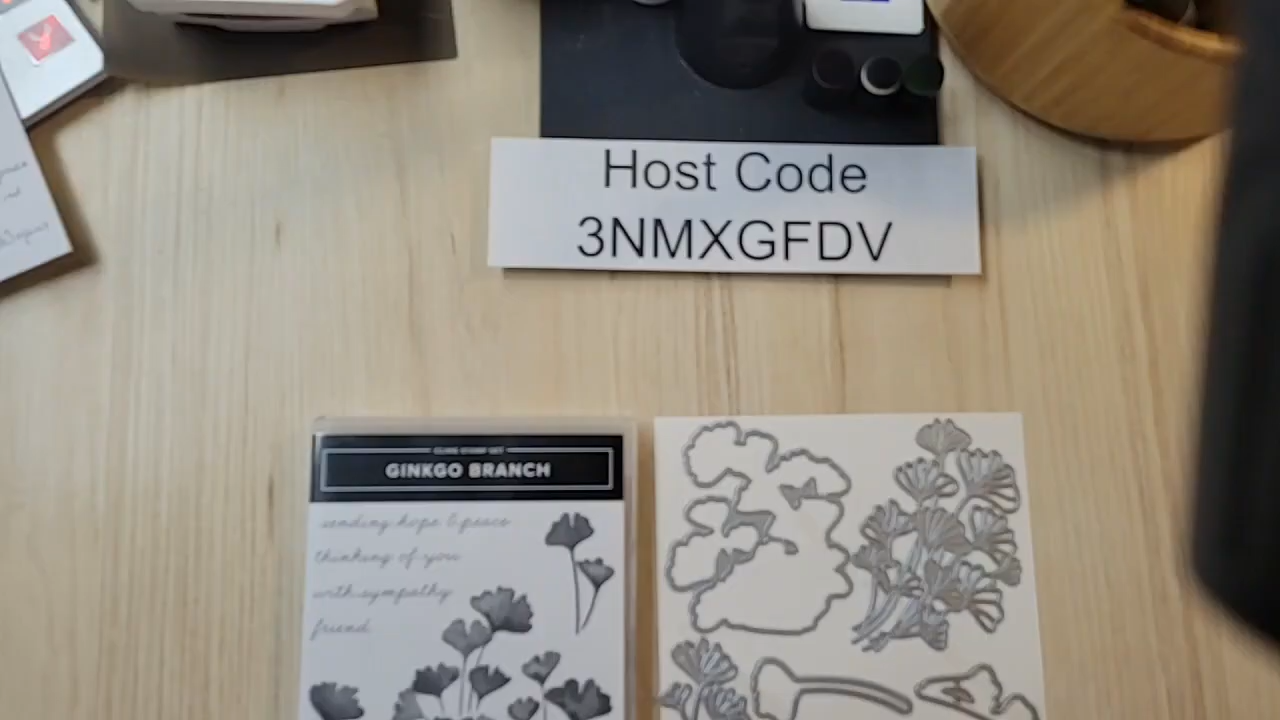 Host Code
3NMXGFDV
GINKGO BRANCH
sending hope & peace
thinking of you
with sympathy
friend